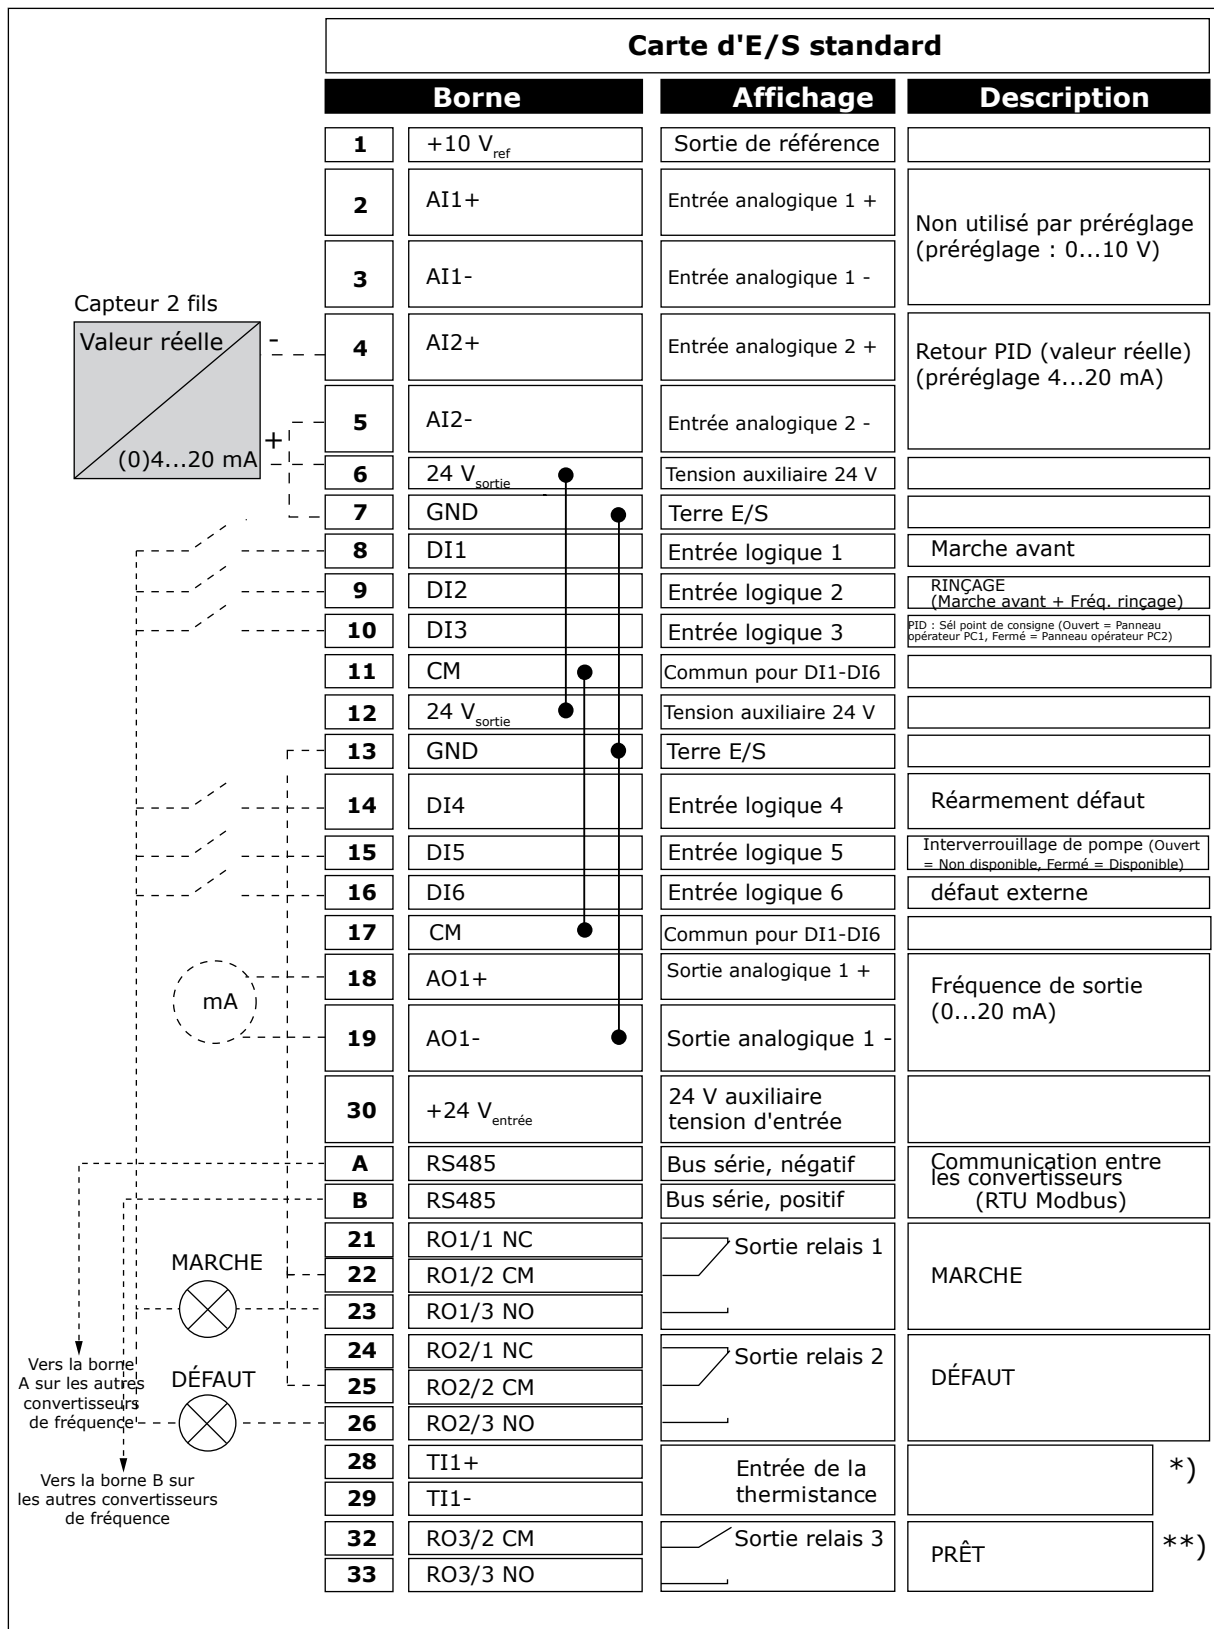 Carte d'E/S standard
Borne Affichage Description
1 +10 Vref Sortie de référence
2 AI1+ Entrée analogique 1 +
Non utilisé par préréglage
(préréglage : 0...10 V)
3 AI1- Entrée analogique 1 -
Capteur 2 fils
Valeur réelle
-
(0)4...20 mA
+
4 AI2+ Entrée analogique 2 +
Retour PID (valeur réelle)
(préréglage 4...20 mA)
5 AI2- Entrée analogique 2 -
6 24 Vsortie Tension auxiliaire 24 V
7 GND Terre E/S
8 DI1 Entrée logique 1 Marche avant
9 DI2 Entrée logique 2 RINÇAGE
(Marche avant + Fréq. rinçage)
10 DI3 Entrée logique 3 PID : Sél point de consigne (Ouvert = Panneau
opérateur PC1, Fermé = Panneau opérateur PC2)
11 CM Commun pour DI1-DI6
12 24 Vsortie Tension auxiliaire 24 V
13 GND Terre E/S
14 DI4 Entrée logique 4 Réarmement défaut
15 DI5 Entrée logique 5 Interverrouillage de pompe (Ouvert
= Non disponible, Fermé = Disponible)
16 DI6 Entrée logique 6 défaut externe
17 CM Commun pour DI1-DI6
18 AO1+ Sortie analogique 1 +
Fréquence de sortie
(0...20 mA)
mA
19 AO1- Sortie analogique 1 -
30 +24 Ventrée 24 V auxiliaire
tension d'entrée
A RS485 Bus série, négatif Communication entre
les convertisseurs
(RTU Modbus)
B RS485 Bus série, positif
21 RO1/1 NC Sortie relais 1
MARCHE
22 RO1/2 CM MARCHE
23 RO1/3 NO
24 RO2/1 NC Sortie relais 2
Vers la borne
A sur les autres
convertisseurs
de fréquence
DÉFAUT
25 RO2/2 CM DÉFAUT
26 RO2/3 NO
28 TI1+ Entrée de la
thermistance
*)
Vers la borne B sur
les autres convertisseurs
de fréquence
29 TI1-
32 RO3/2 CM Sortie relais 3 PRÊT **)
33 RO3/3 NO